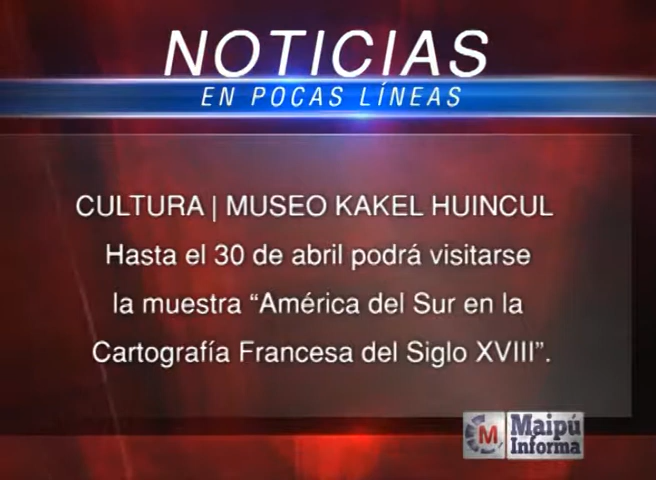 NOTICIAS
EN POCAS LÍNEAS
CULTURA | MUSEO KAKEL HUINCUL
Hasta el 30 de abril podrá visitarse
la muestra “América del Sur en la
Cartografía Francesa del Siglo XVIII”.
M Maipú
Informa